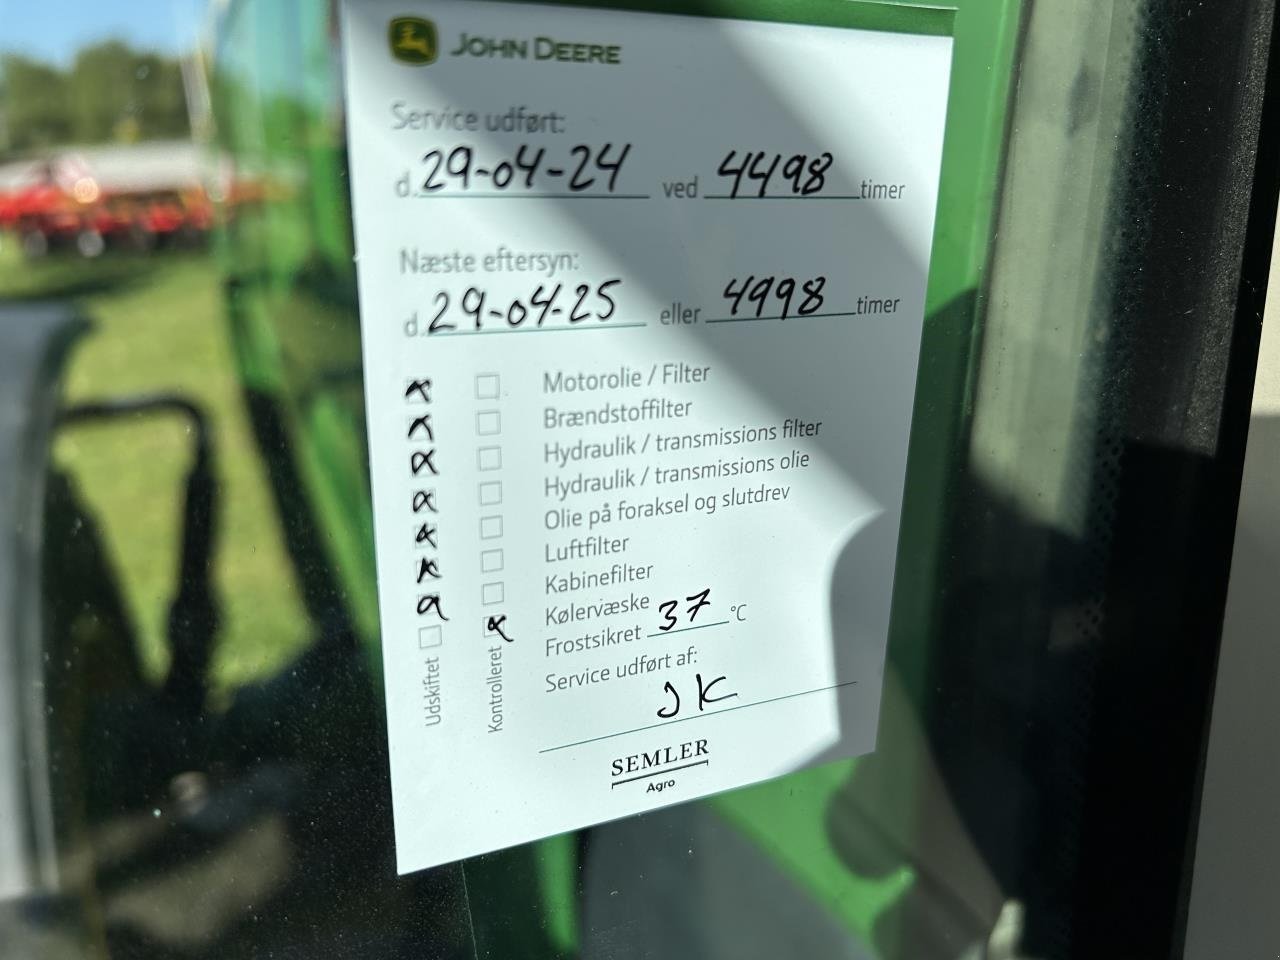 JOHN DEERE
Service udført:
d. 29-04-24 ved 4498 timer
Næste eftersyn:
d. 29-04-25 eller 4998 timer
Motorolie / Filter
Brændstoffilter
Hydraulik / transmissions filter
Hydraulik / transmissions olie
Olie på foraksel og slutdrev
Luftfilter
Kabinefilter
Kølervæske
Frostsikret 37 °C
Udskiftet
Kontrolleret
Service udført af:
JK
SEMLER
Agro